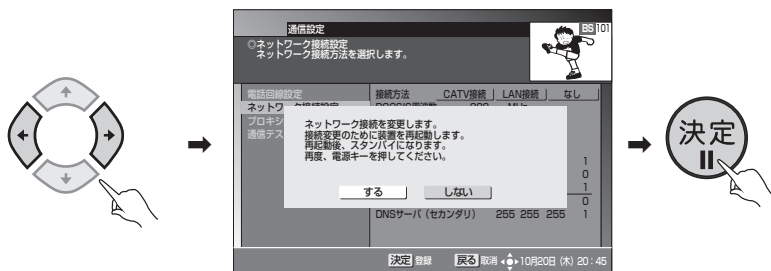 通信設定
BS 101
◎ネットワーク接続設定
ネットワーク接続方法を選択します。
電話回線設定
接続方法 CATV接続 LAN接続 なし
ネットワーク接続設定
プロキシ
通信テス
ネットワーク接続を変更します。
接続変更のために装置を再起動します。
再起動後、スタンバイになります。
再度、電源キーを押してください。
する しない
1
0
1
0
DNSサーバ (セカンダリ) 255 255 255 1
決定 登録 戻る 取消 10月20日 (木) 20:45
決定